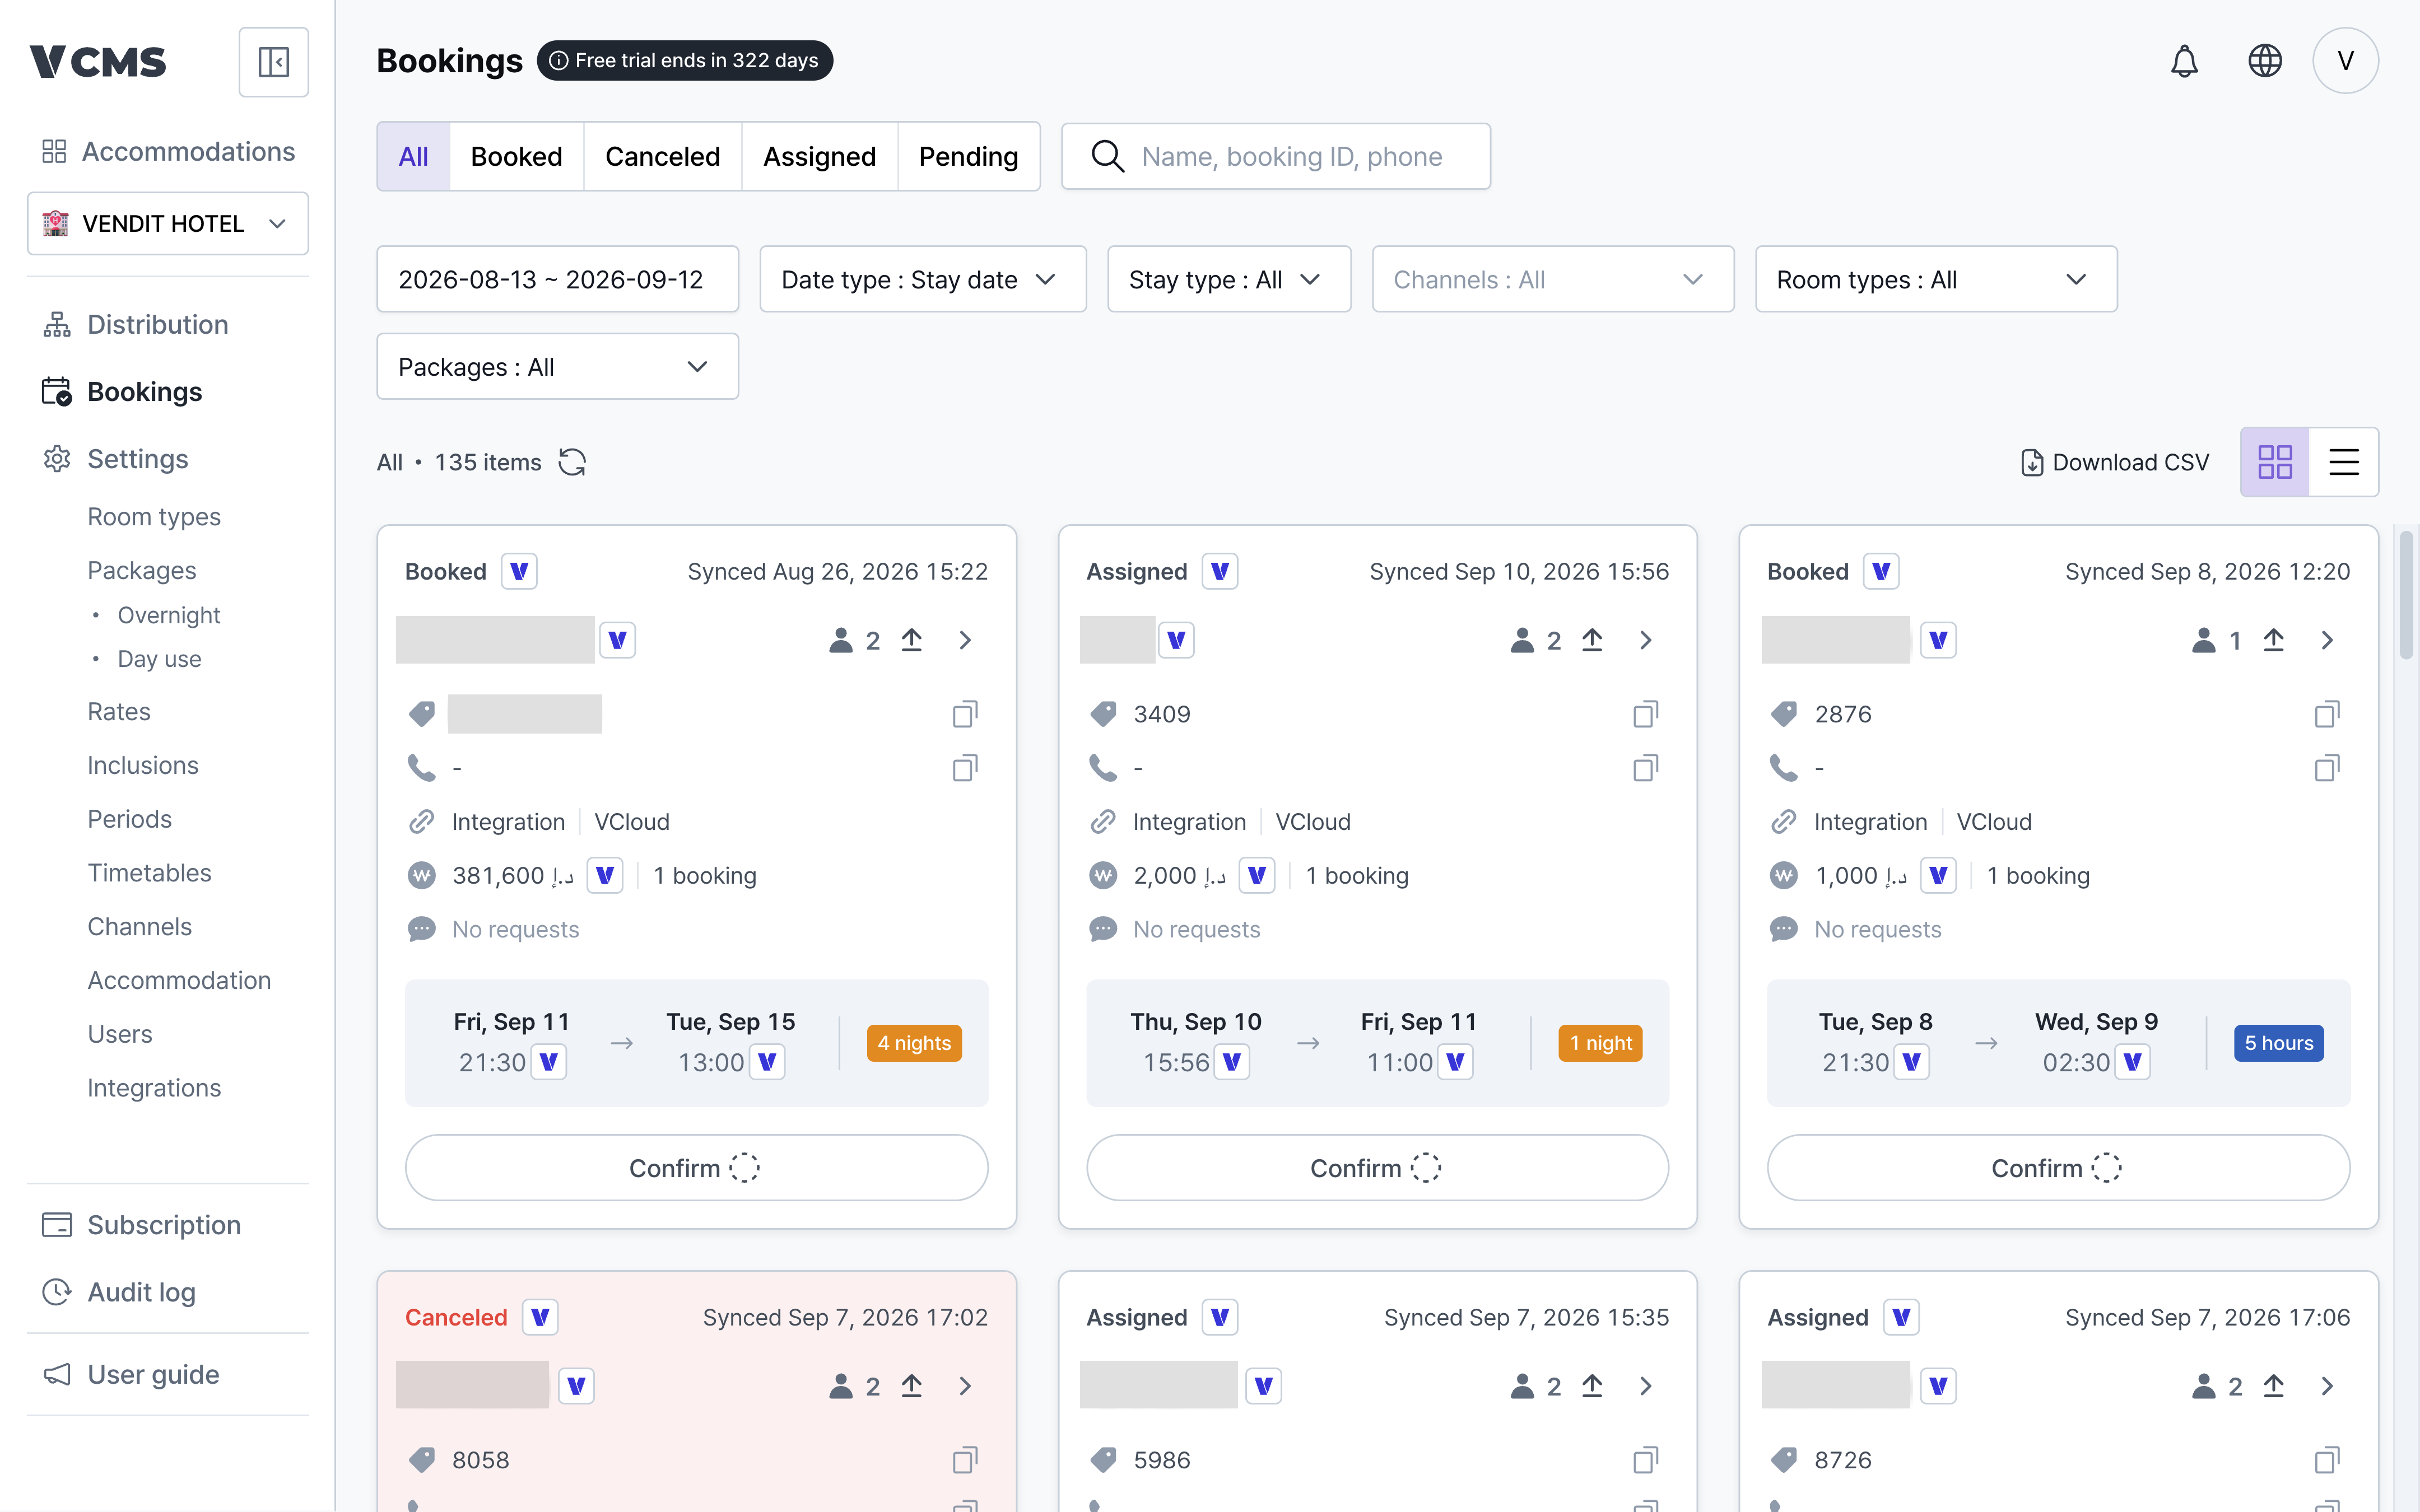 VCMS
Accommodations
VENDIT HOTEL
Distribution
Bookings
Settings
Room types
Packages
• Overnight
• Day use
Rates
Inclusions
Periods
Timetables
Channels
Accommodation
Users
Integrations
Subscription
Audit log
User guide
Bookings
Free trial ends in 322 days
V
All Booked Canceled Assigned Pending
Name, booking ID, phone
2026-08-13 ~ 2026-09-12
Date type : Stay date
Stay type : All
Channels : All
Room types : All
Packages : All
All • 135 items
Download CSV
Booked
Synced Aug 26, 2026 15:22
2
-
Integration VCloud
381,600 د.إ 1 booking
No requests
Fri, Sep 11 → Tue, Sep 15
21:30 13:00
4 nights
Confirm
Assigned
Synced Sep 10, 2026 15:56
2
3409
-
Integration VCloud
2,000 د.إ 1 booking
No requests
Thu, Sep 10 → Fri, Sep 11
15:56 11:00
1 night
Confirm
Booked
Synced Sep 8, 2026 12:20
1
2876
-
Integration VCloud
1,000 د.إ 1 booking
No requests
Tue, Sep 8 → Wed, Sep 9
21:30 02:30
5 hours
Confirm
Canceled
Synced Sep 7, 2026 17:02
2
8058
Assigned
Synced Sep 7, 2026 15:35
2
5986
Assigned
Synced Sep 7, 2026 17:06
2
8726